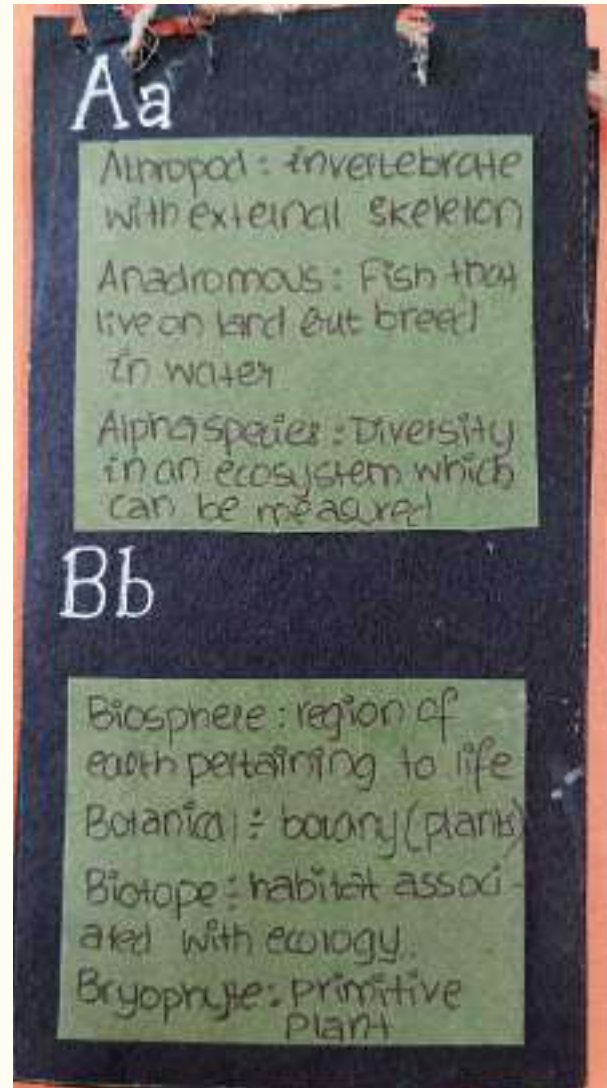 Aa
Athropod : invertebrate
with external skeleton
Anadromous : Fish that
live on land but breed
in water
Alpha species : Diversity
in an ecosystem which
can be measured
Bb
Biosphere : region of
earth pertaining to life
Botanical : botany (plants)
Biotope : habitat associ-
ated with ecology.
Bryophyte : primitive
plant